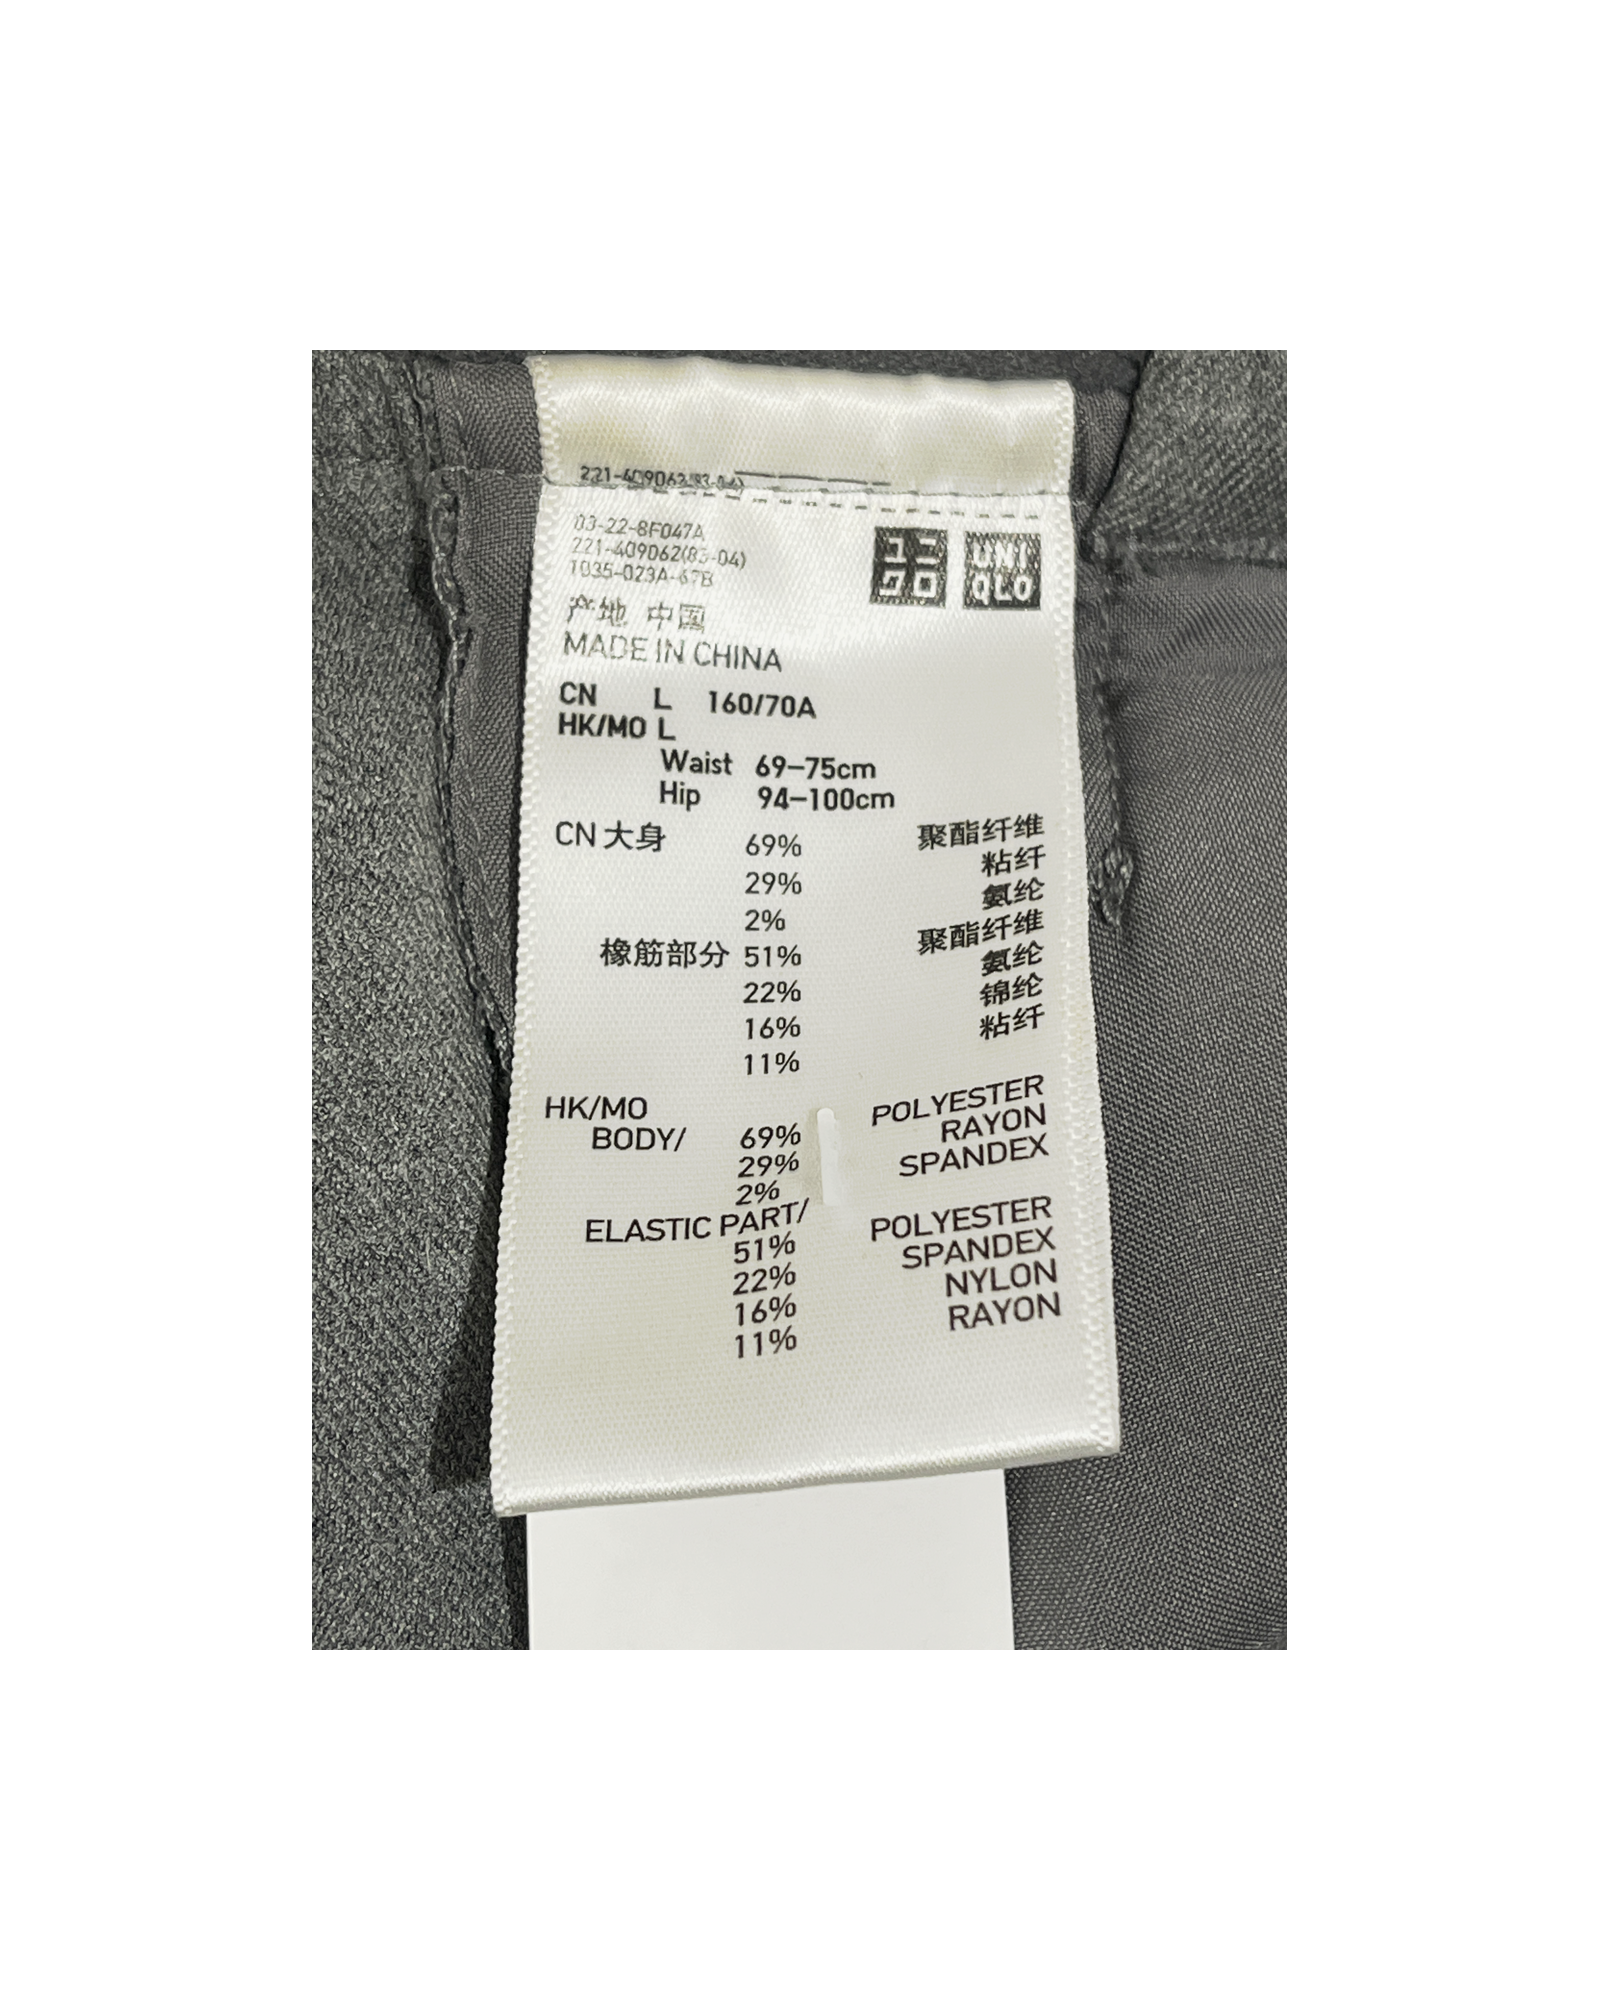 221-409062(83-04)
03-22-8F047A
221-409062(83-04)
1035-023A-67B
ユニ
クロ
UNI
QLO
产地 中国
MADE IN CHINA
CN L 160/70A
HK/MO L
Waist 69-75cm
Hip 94-100cm
CN 大身 69% 聚酯纤维
29% 粘纤
2% 氨纶
橡筋部分 51% 聚酯纤维
22% 氨纶
16% 锦纶
11% 粘纤
HK/MO
BODY/ 69% POLYESTER
29% RAYON
2% SPANDEX
ELASTIC PART/
51% POLYESTER
22% SPANDEX
16% NYLON
11% RAYON